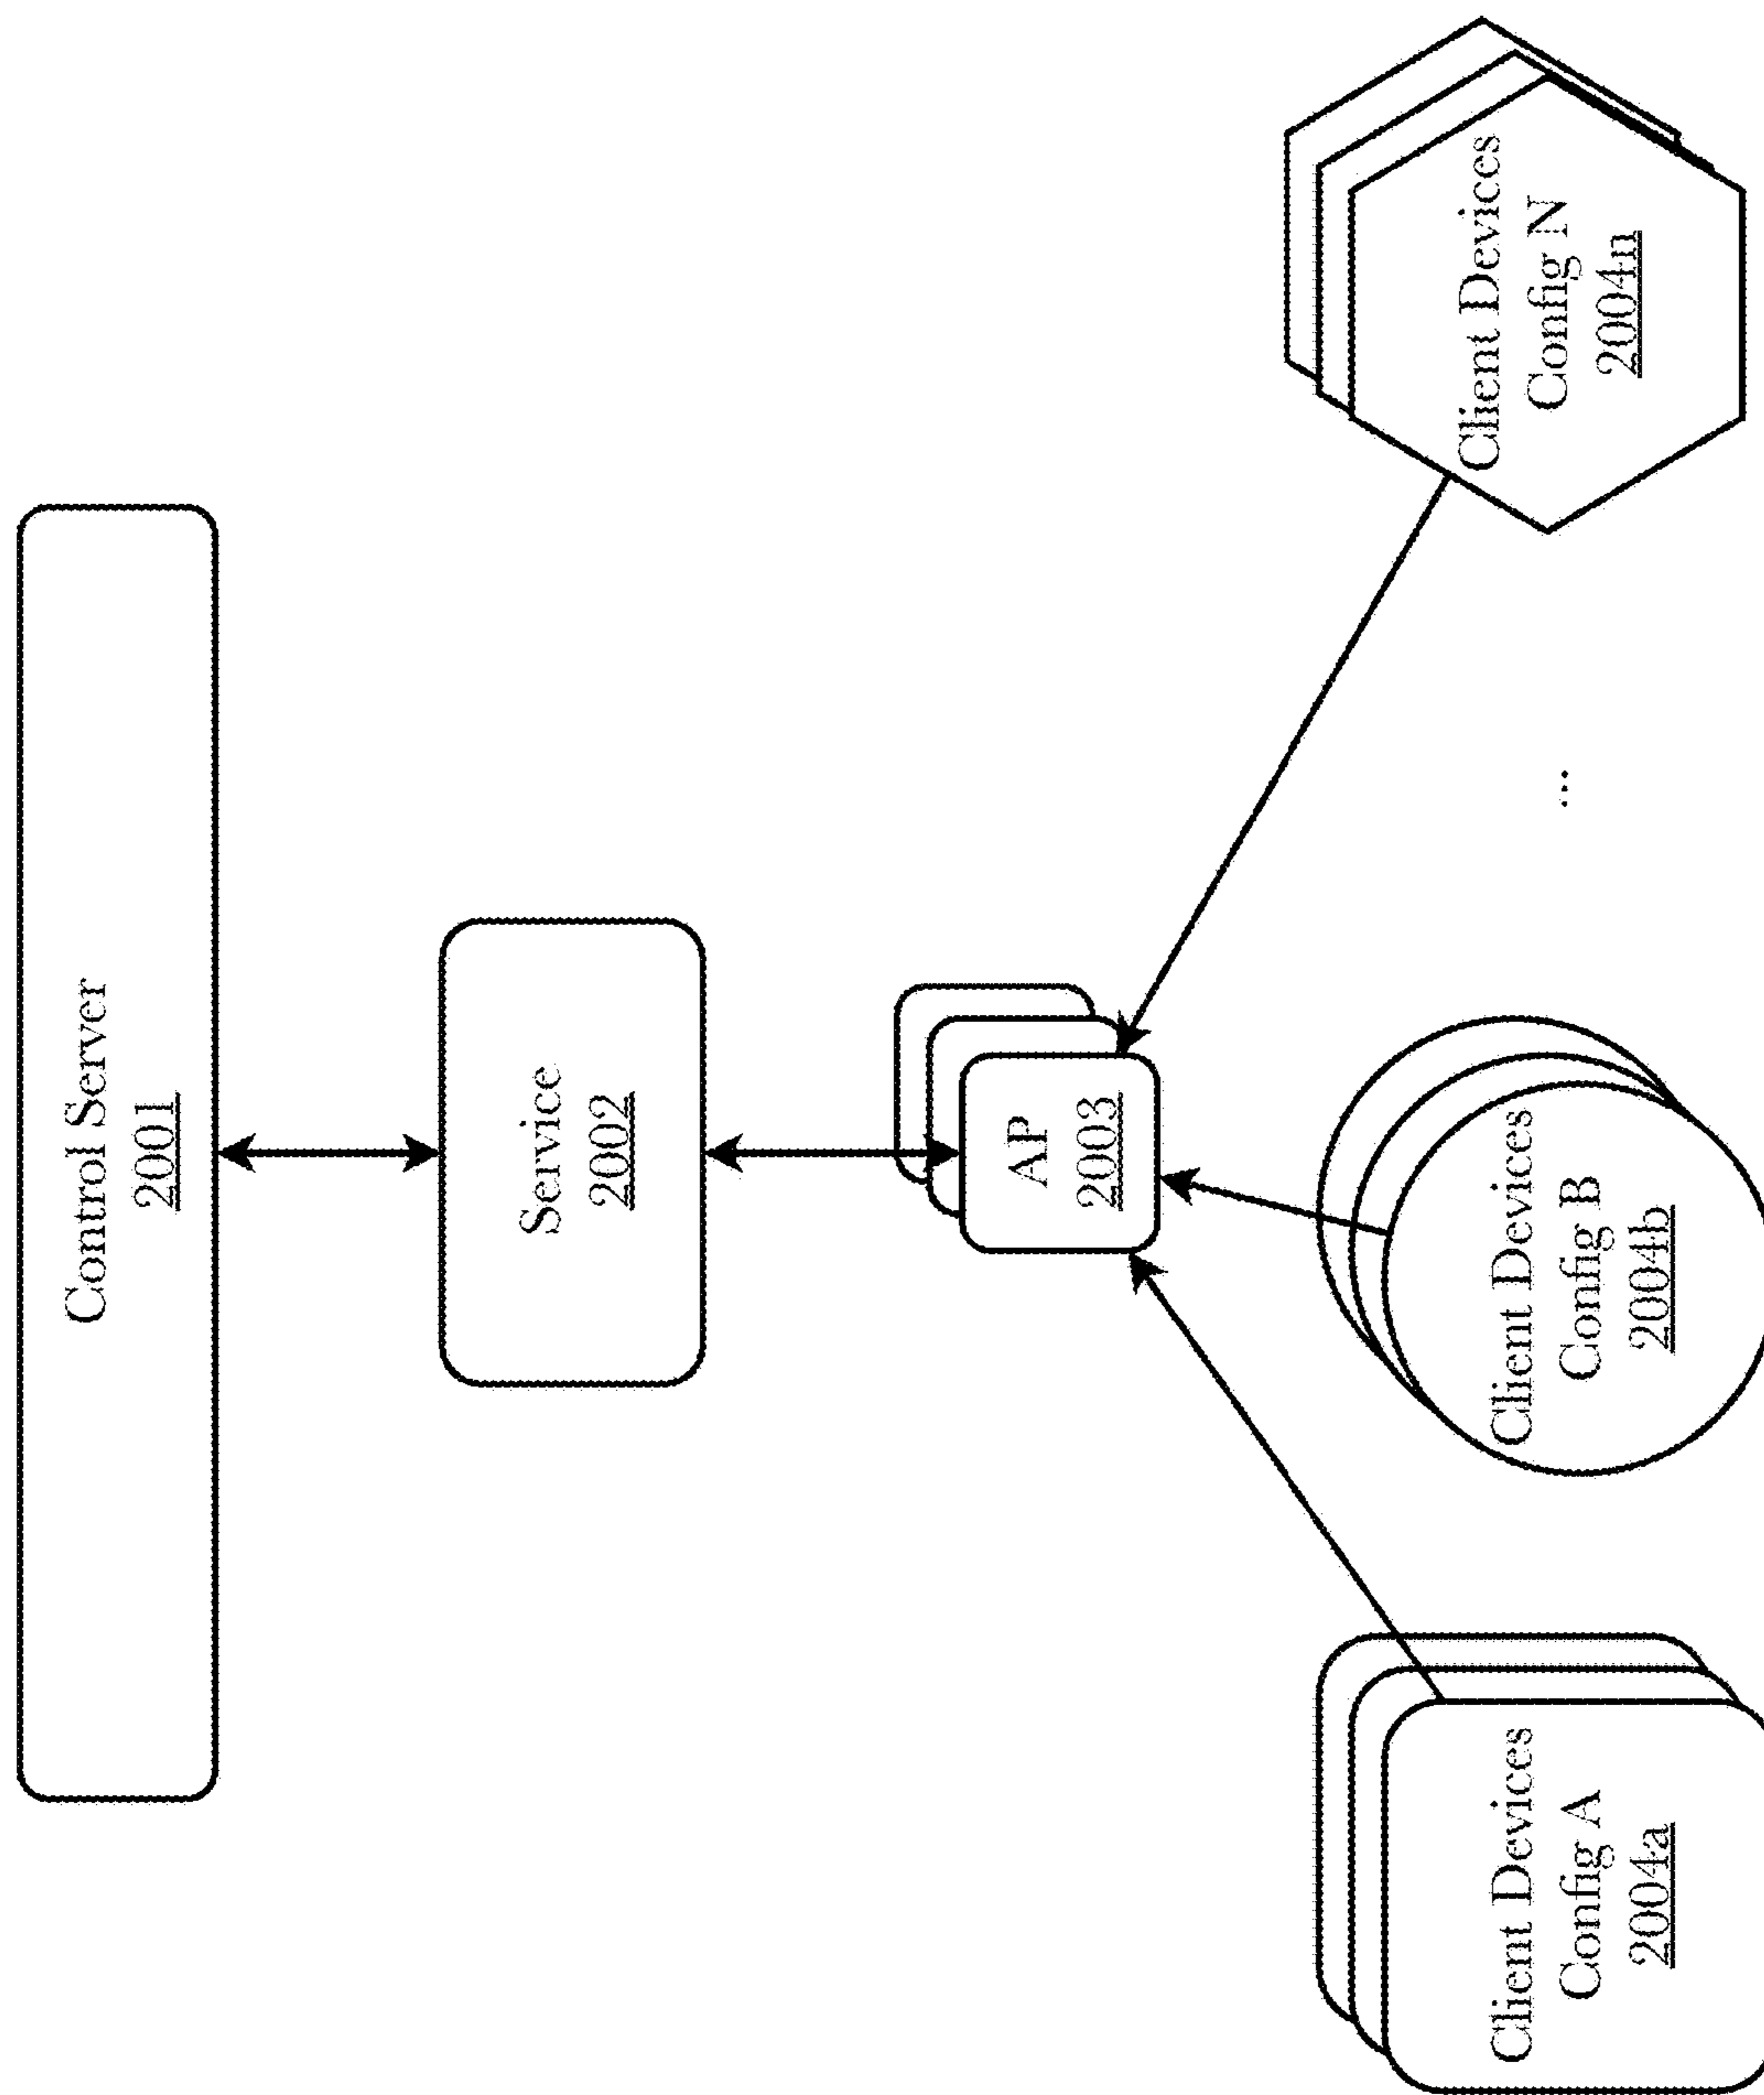 Control Server
2001
Service
2002
AP
2003
Client Devices
Config A
2004a
Client Devices
Config B
2004b
...
Client Devices
Config N
2004n